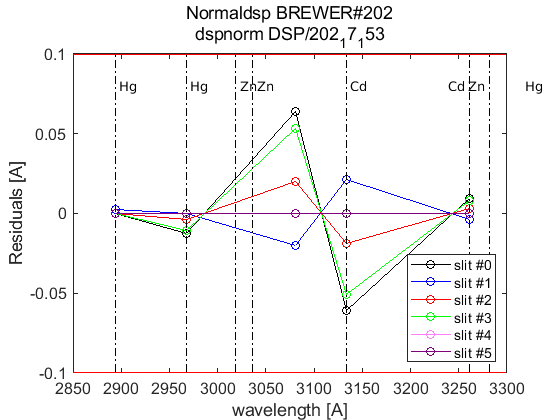 Normaldsp BREWER#202
dspnorm DSP/202₁7₁53
0.1
Hg Hg ZnZn Cd Cd Zn Hg
0.05
Residuals [A]
0
-0.05
-0.1
slit #0
slit #1
slit #2
slit #3
slit #4
slit #5
2850 2900 2950 3000 3050 3100 3150 3200 3250 3300
wavelength [A]